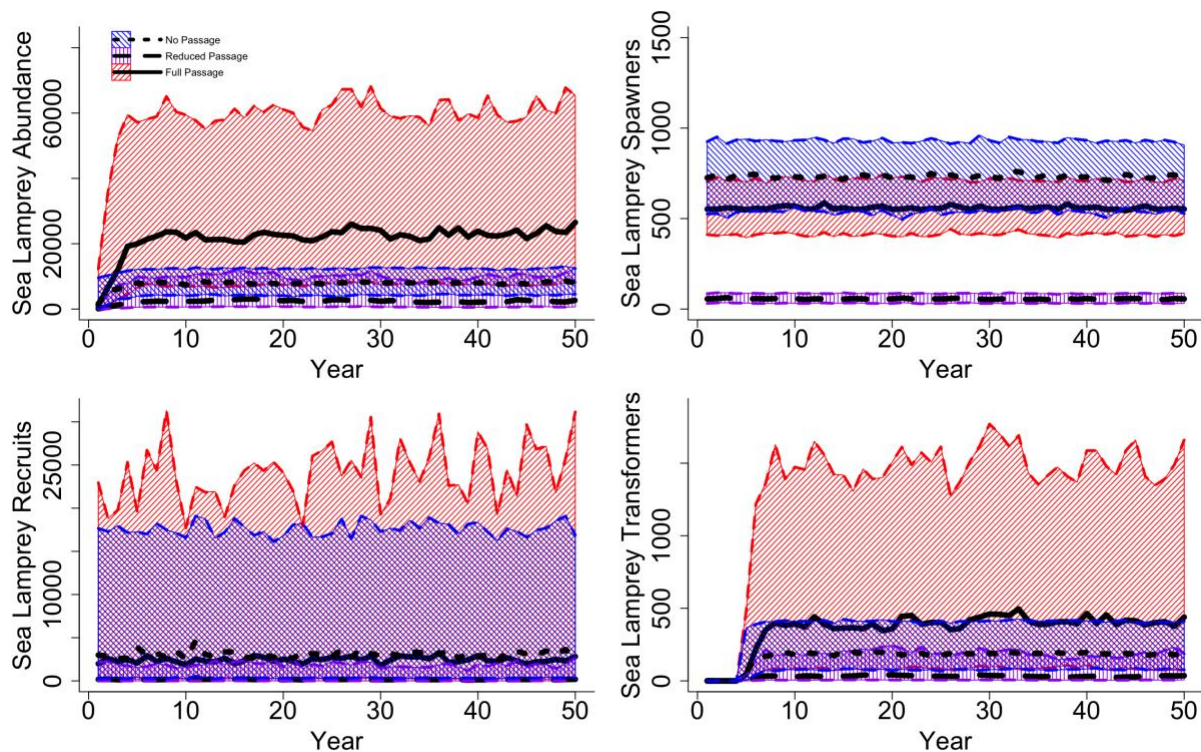 Sea Lamprey Abundance
60000
20000
0
No Passage
Reduced Passage
Full Passage
0 10 20 30 40 50
Year
Sea Lamprey Spawners
1500
1000
500
0
0 10 20 30 40 50
Year
Sea Lamprey Recruits
25000
10000
0
0 10 20 30 40 50
Year
Sea Lamprey Transformers
1000
500
0
0 10 20 30 40 50
Year